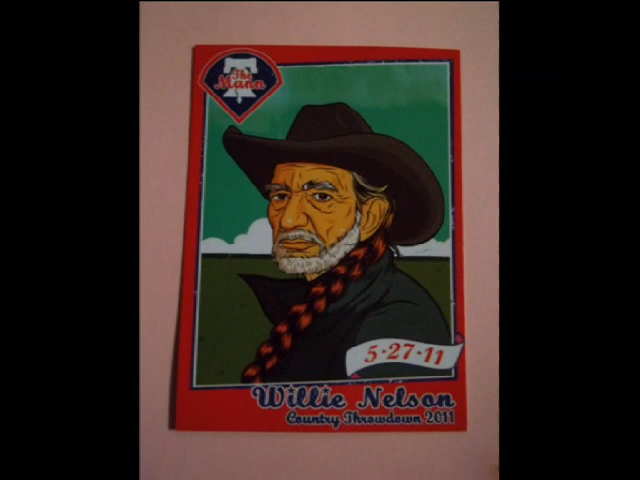 The
Mann
5-27-11
Willie Nelson
Country Throwdown 2011